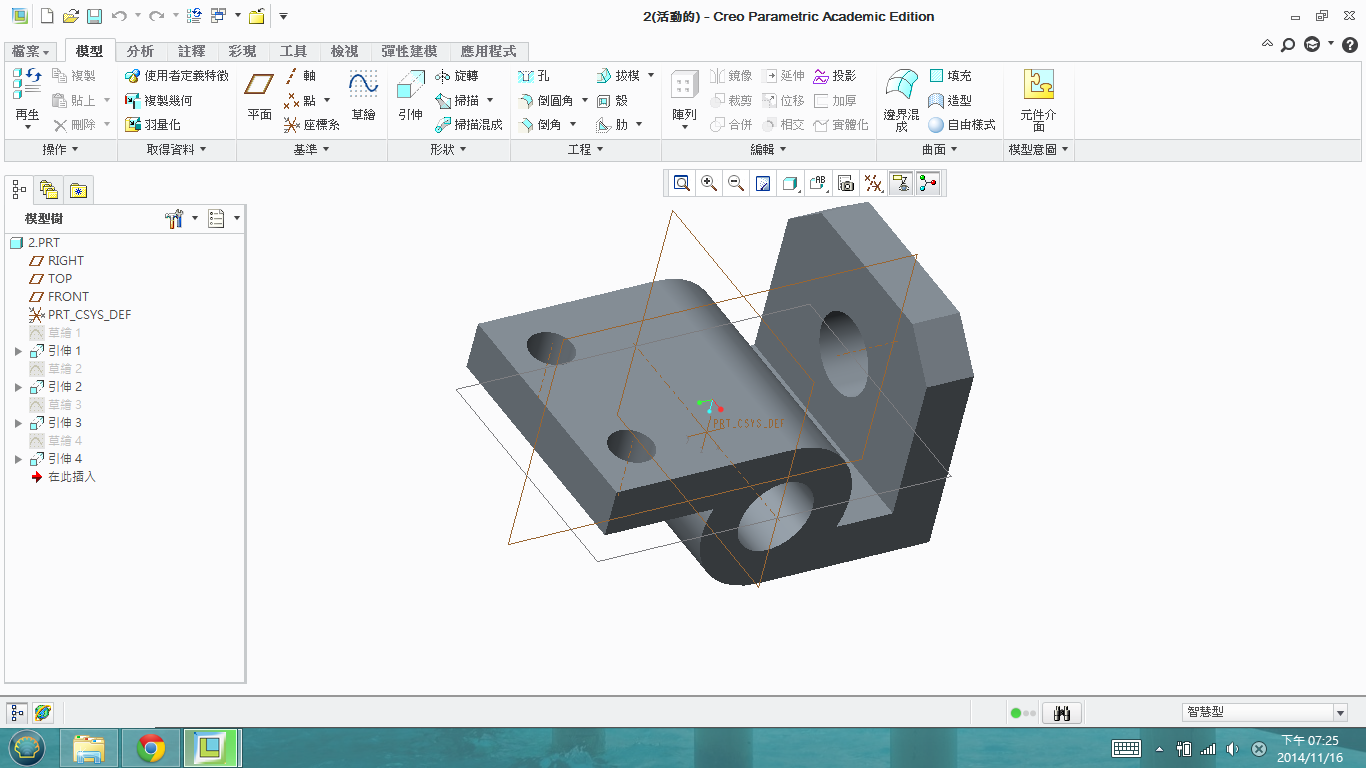 2(活動的) - Creo Parametric Academic Edition
檔案 模型 分析 註釋 彩現 工具 檢視 彈性建模 應用程式
再生 複製 貼上 刪除
使用者定義特徵 複製幾何 羽量化
平面 軸 點 座標系 草繪
引伸 旋轉 掃描 掃描混成
孔 倒圓角 倒角 拔模 殼 肋
陣列 鏡像 延伸 投影 裁剪 位移 加厚 合併 相交 實體化
邊界混成 填充 造型 自由樣式
元件介面
操作 取得資料 基準 形狀 工程 編輯 曲面 模型意圖
模型樹
2.PRT
RIGHT
TOP
FRONT
PRT_CSYS_DEF
草繪 1
引伸 1
草繪 2
引伸 2
草繪 3
引伸 3
草繪 4
引伸 4
在此插入
PRT_CSYS_DEF
智慧型
下午 07:25
2014/11/16